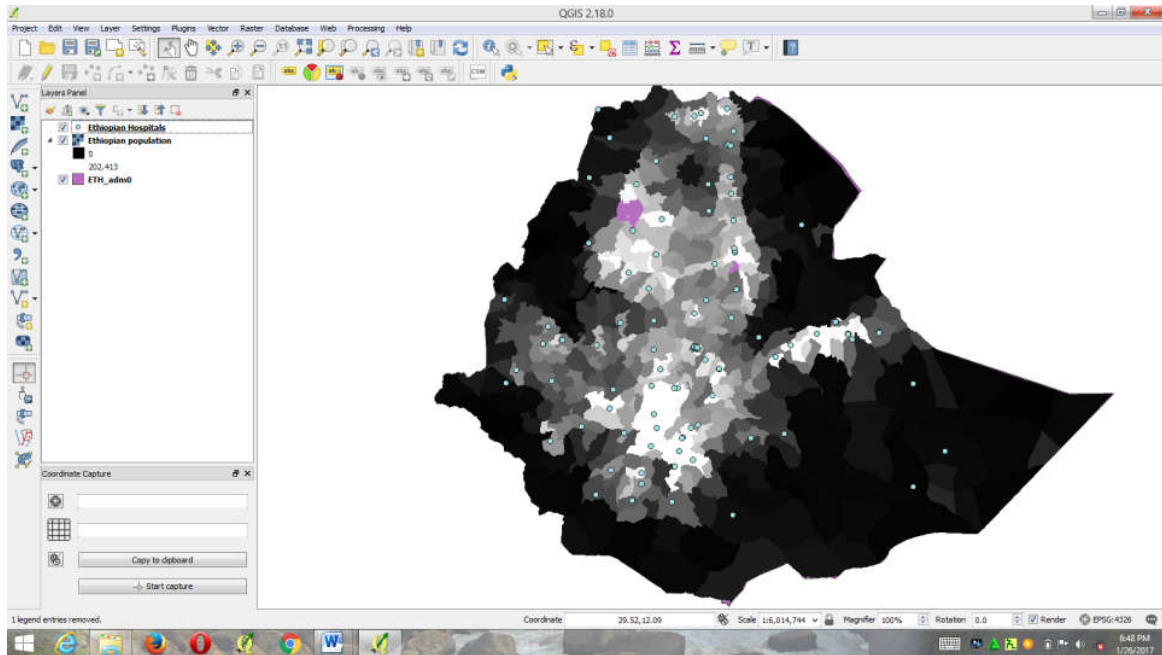 QGIS 2.18.0
Project Edit View Layer Settings Plugins Vector Raster Database Web Processing Help
Layers Panel
Ethiopian Hospitals
Ethiopian population
0
202.413
ETH_adm0
Coordinate Capture
Copy to clipboard
Start capture
1 legend entries removed.
Coordinate 29.52,12.09 Scale 1:6,014,744 Magnifier 100% Rotation 0.0 Render EPSG:4326
6:48 PM
1/26/2017